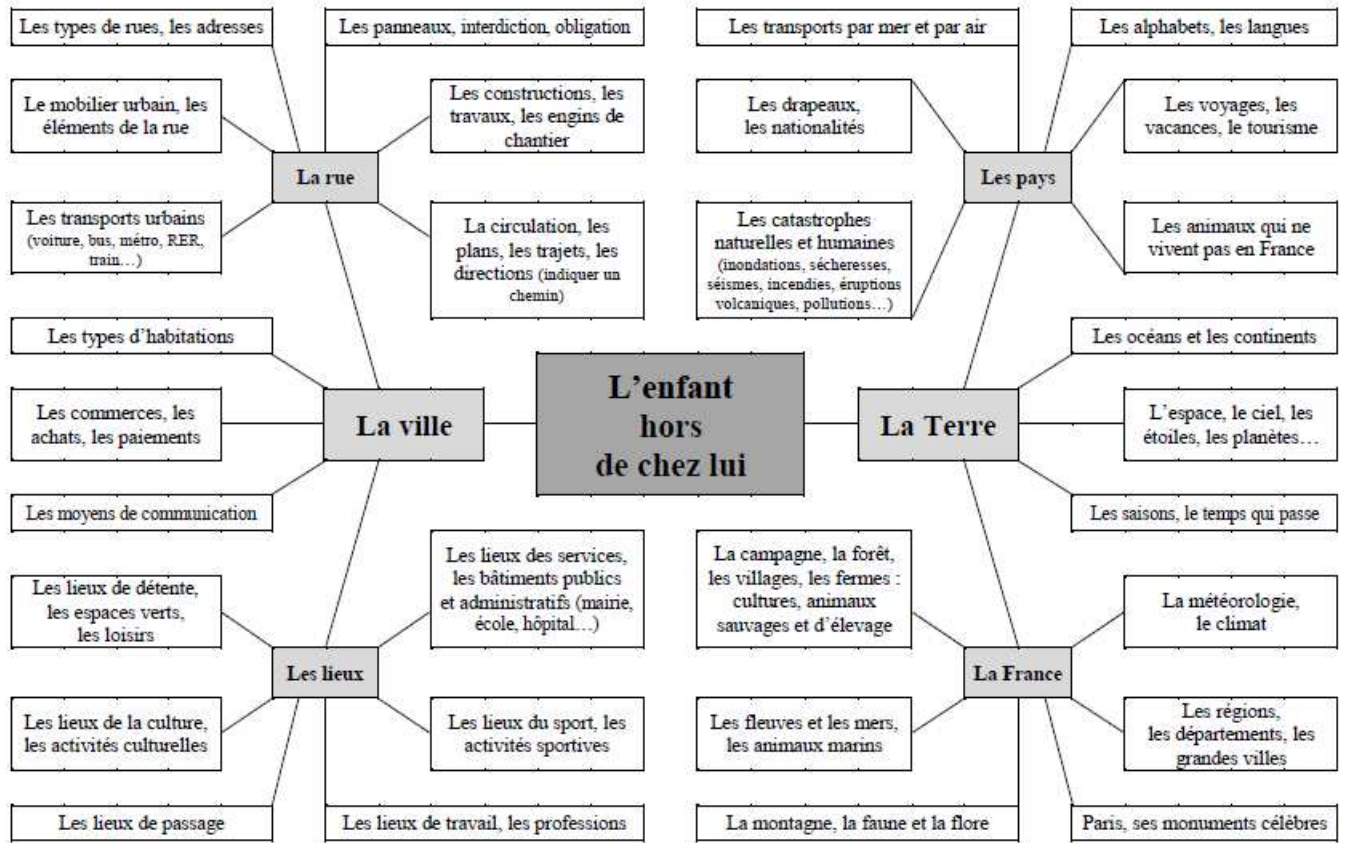 Les types de rues, les adresses
Les panneaux, interdiction, obligation
Les transports par mer et par air
Les alphabets, les langues
Le mobilier urbain, les
éléments de la rue
Les constructions, les
travaux, les engins de
chantier
Les drapeaux,
les nationalités
Les voyages, les
vacances, le tourisme
La rue
Les pays
Les transports urbains
(voiture, bus, métro, RER,
train…)
La circulation, les
plans, les trajets, les
directions (indiquer un
chemin)
Les catastrophes
naturelles et humaines
(inondations, sécheresses,
séismes, incendies, éruptions
volcaniques, pollutions…)
Les animaux qui ne
vivent pas en France
Les types d’habitations
Les océans et les continents
Les commerces, les
achats, les paiements
La ville
L’enfant
hors
de chez lui
La Terre
L’espace, le ciel, les
étoiles, les planètes…
Les moyens de communication
Les saisons, le temps qui passe
Les lieux de détente,
les espaces verts,
les loisirs
Les lieux des services,
les bâtiments publics
et administratifs (mairie,
école, hôpital…)
La campagne, la forêt,
les villages, les fermes :
cultures, animaux
sauvages et d’élevage
La météorologie,
le climat
Les lieux
La France
Les lieux de la culture,
les activités culturelles
Les lieux du sport, les
activités sportives
Les fleuves et les mers,
les animaux marins
Les régions,
les départements, les
grandes villes
Les lieux de passage
Les lieux de travail, les professions
La montagne, la faune et la flore
Paris, ses monuments célèbres